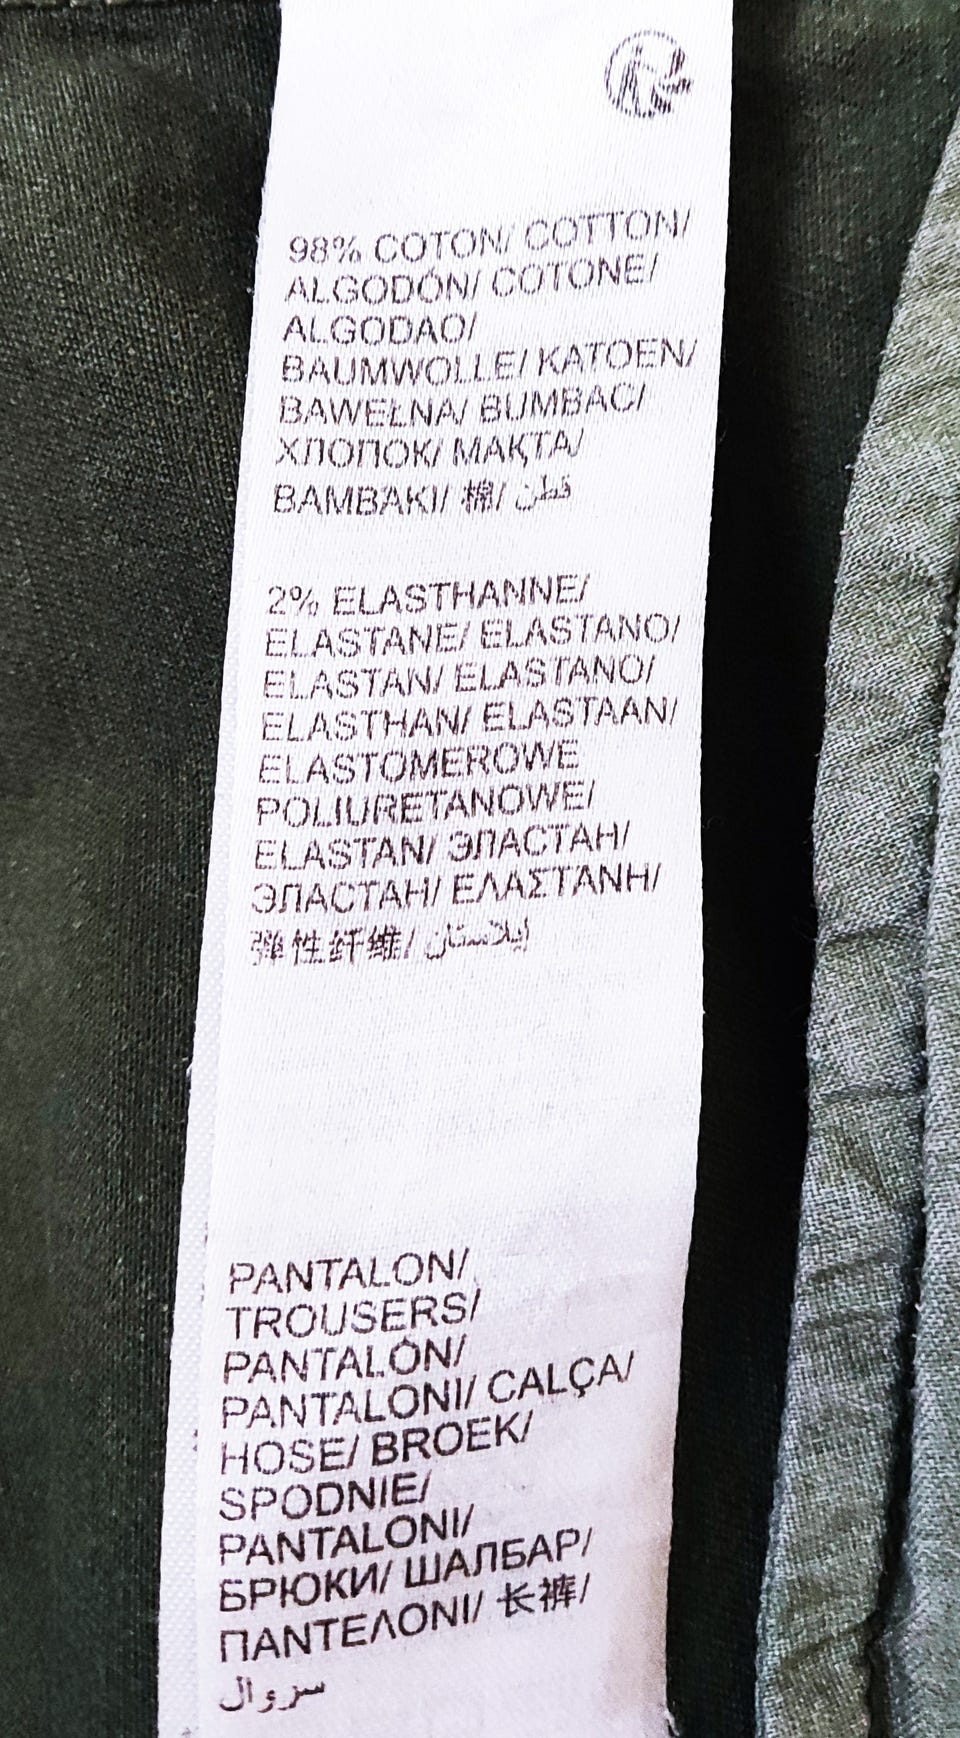 98% COTON/ COTTON/
ALGODÓN/ COTONE/
ALGODAO/
BAUMWOLLE/ KATOEN/
BAWEŁNA/ BUMBAC/
ХЛОПОК/ МАҚТА/
BAMBAKI/ 棉/ قطن
2% ELASTHANNE/
ELASTANE/ ELASTANO/
ELASTAN/ ELASTANO/
ELASTHAN/ ELASTAAN/
ELASTOMEROWE
POLIURETANOWE/
ELASTAN/ ЭЛАСТАН/
ЭЛАСТАН/ ΕΛΑΣΤΑΝΗ/
弹性纤维/ إيلاستان
PANTALON/
TROUSERS/
PANTALÓN/
PANTALONI/ CALÇA/
HOSE/ BROEK/
SPODNIE/
PANTALONI/
БРЮКИ/ ШАЛБАР/
ΠΑΝΤΕΛΟΝΙ/ 长裤/
سروال